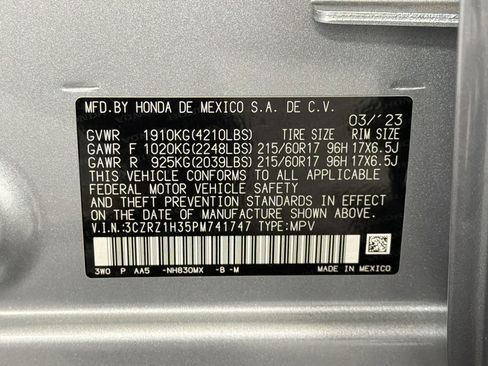 MFD.BY HONDA DE MEXICO S.A. DE C.V.
03/'23
GVWR 1910KG(4210LBS) TIRE SIZE RIM SIZE
GAWR F 1020KG(2248LBS) 215/60R17 96H 17X6.5J
GAWR R 925KG(2039LBS) 215/60R17 96H 17X6.5J
THIS VEHICLE CONFORMS TO ALL APPLICABLE
FEDERAL MOTOR VEHICLE SAFETY
AND THEFT PREVENTION STANDARDS IN EFFECT ON
THE DATE OF MANUFACTURE SHOWN ABOVE.
V.I.N.:3CZRZ1H35PM741747 TYPE:MPV
3W0 P AA5 -NH830MX -B -M
MADE IN MEXICO